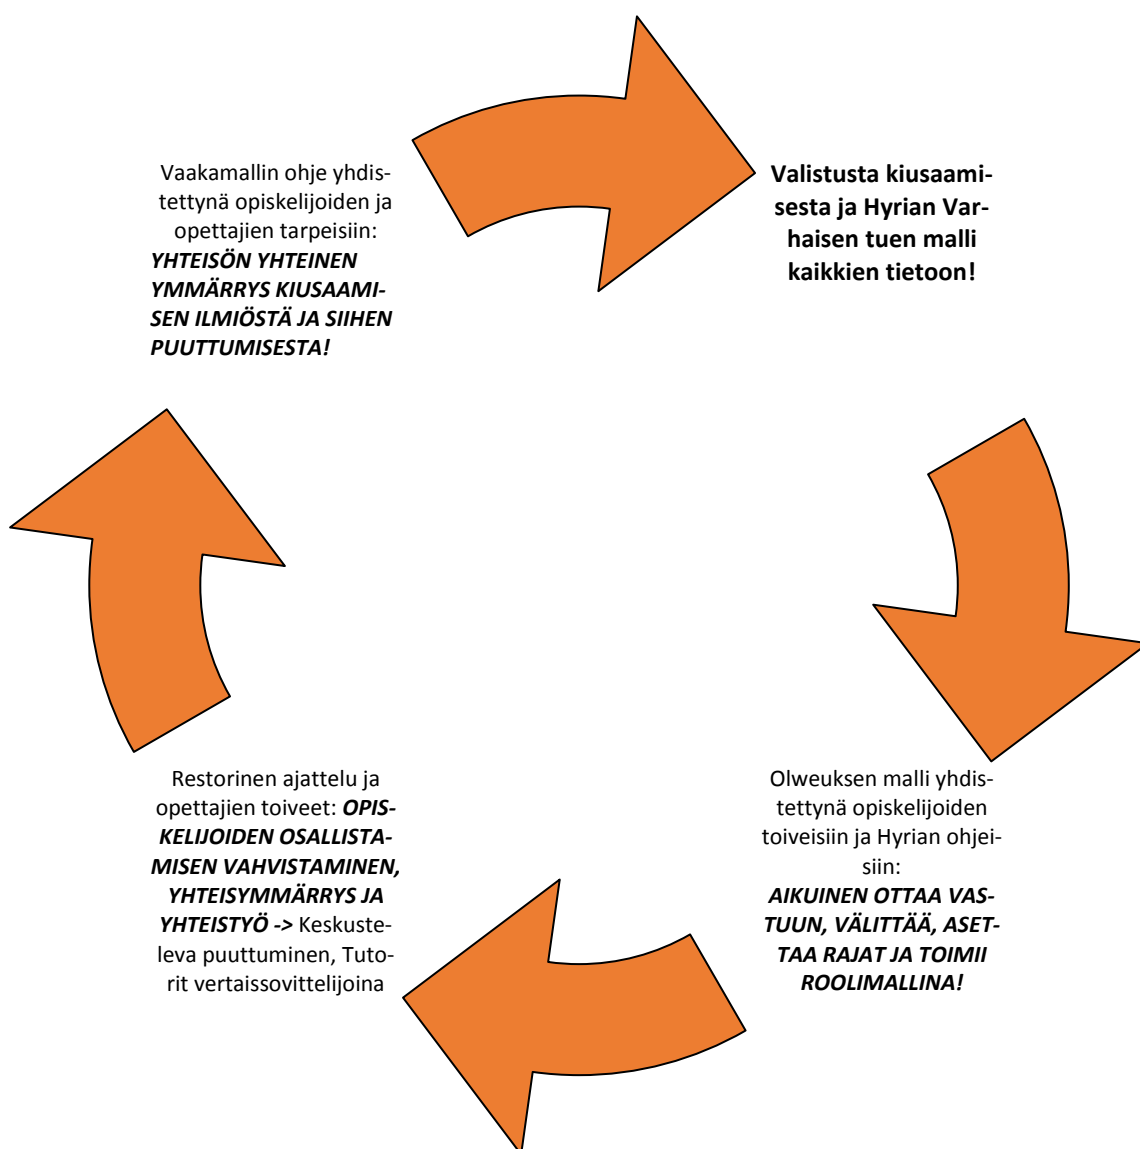 Vaakamallin ohje yhdis-
tettynä opiskelijoiden ja
opettajien tarpeisiin:
YHTEISÖN YHTEINEN
YMMÄRRYS KIUSAAMI-
SEN ILMIÖSTÄ JA SIIHEN
PUUTTUMISESTA!
Valistusta kiusaami-
sesta ja Hyrian Var-
haisen tuen malli
kaikkien tietoon!
Olweuksen malli yhdis-
tettynä opiskelijoiden
toiveisiin ja Hyrian ohjei-
siin:
AIKUINEN OTTAA VAS-
TUUN, VÄLITTÄÄ, ASET-
TAA RAJAT JA TOIMII
ROOLIMALLINA!
Restorinen ajattelu ja
opettajien toiveet: OPIS-
KELIJOIDEN OSALLISTA-
MISEN VAHVISTAMINEN,
YHTEISYMMÄRRYS JA
YHTEISTYÖ -> Keskuste-
leva puuttuminen, Tuto-
rit vertaissovittelijoina